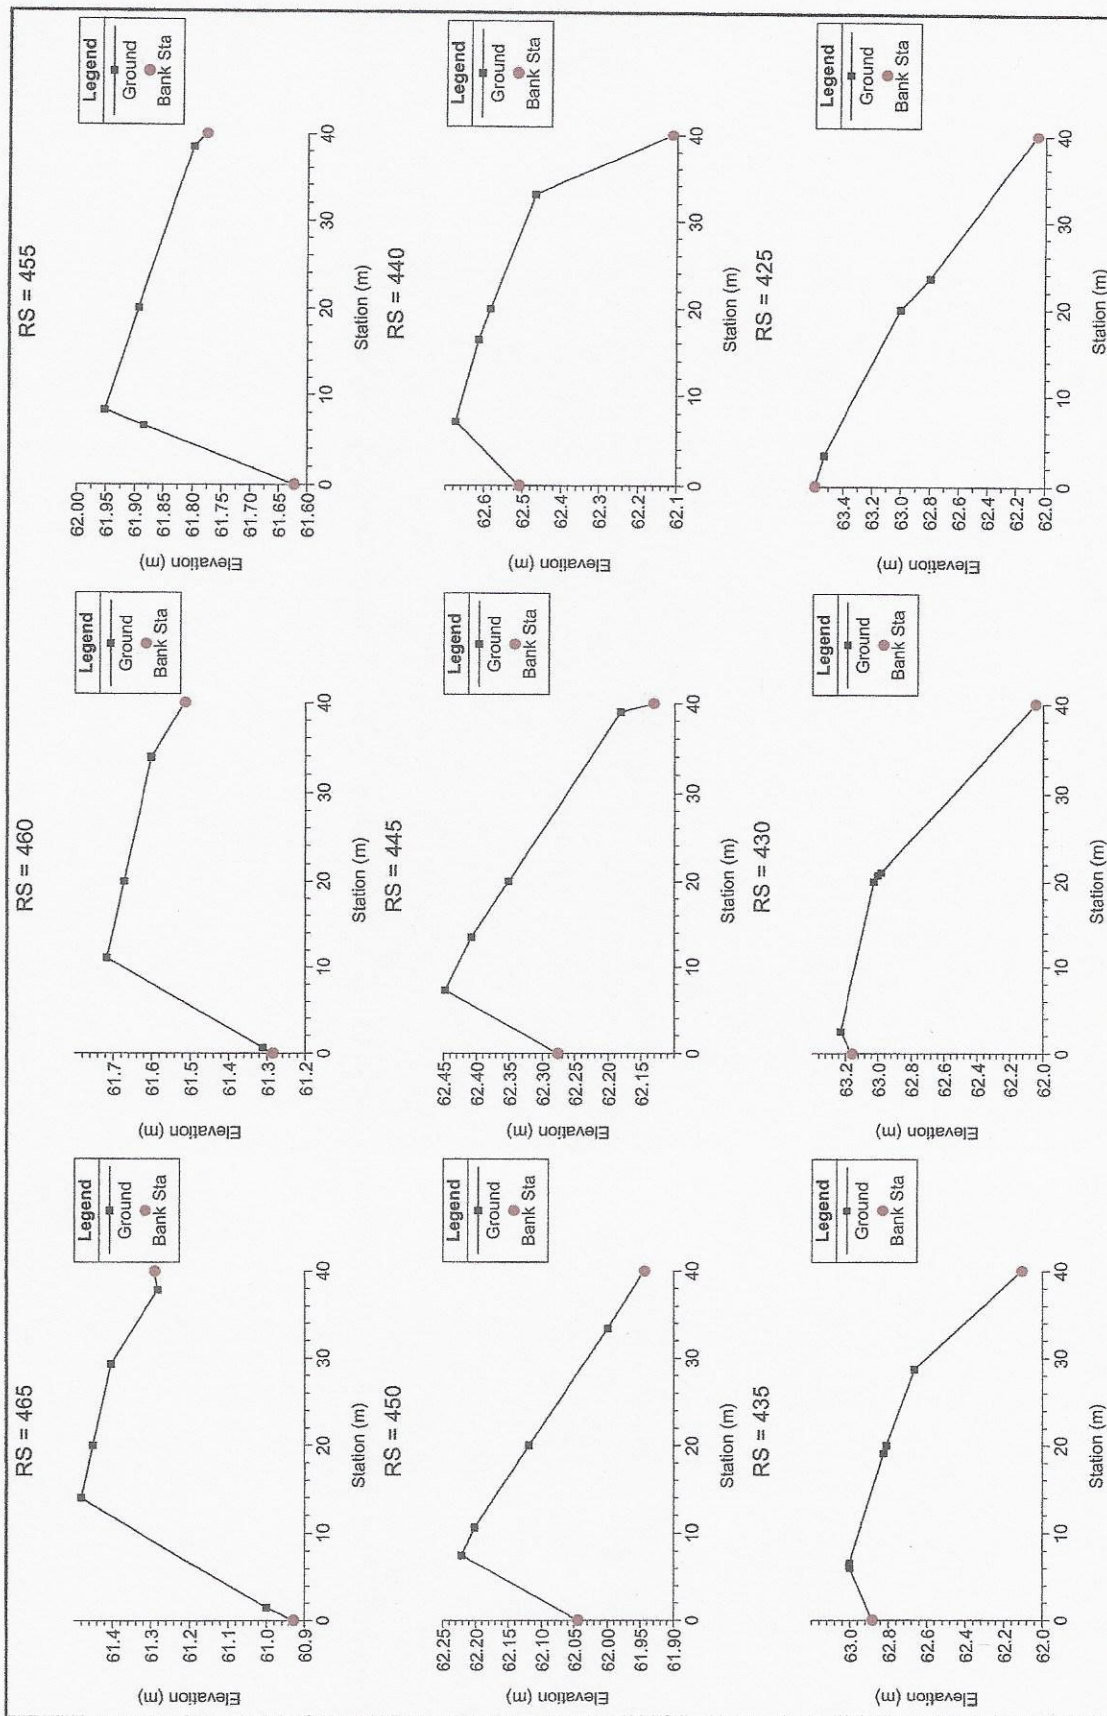 RS = 465
Elevation (m)
61.4
61.3
61.2
61.1
61.0
60.9
0 10 20 30 40
Station (m)
Legend
Ground
Bank Sta
RS = 460
Elevation (m)
61.7
61.6
61.5
61.4
61.3
61.2
0 10 20 30 40
Station (m)
Legend
Ground
Bank Sta
RS = 455
Elevation (m)
62.00
61.95
61.90
61.85
61.80
61.75
61.70
61.65
61.60
0 10 20 30 40
Station (m)
Legend
Ground
Bank Sta
RS = 450
Elevation (m)
62.25
62.20
62.15
62.10
62.05
62.00
61.95
61.90
0 10 20 30 40
Station (m)
Legend
Ground
Bank Sta
RS = 445
Elevation (m)
62.45
62.40
62.35
62.30
62.25
62.20
62.15
0 10 20 30 40
Station (m)
Legend
Ground
Bank Sta
RS = 440
Elevation (m)
62.6
62.5
62.4
62.3
62.2
62.1
0 10 20 30 40
Station (m)
Legend
Ground
Bank Sta
RS = 435
Elevation (m)
63.0
62.8
62.6
62.4
62.2
62.0
0 10 20 30 40
Station (m)
Legend
Ground
Bank Sta
RS = 430
Elevation (m)
63.2
63.0
62.8
62.6
62.4
62.2
62.0
0 10 20 30 40
Station (m)
Legend
Ground
Bank Sta
RS = 425
Elevation (m)
63.4
63.2
63.0
62.8
62.6
62.4
62.2
62.0
0 10 20 30 40
Station (m)
Legend
Ground
Bank Sta